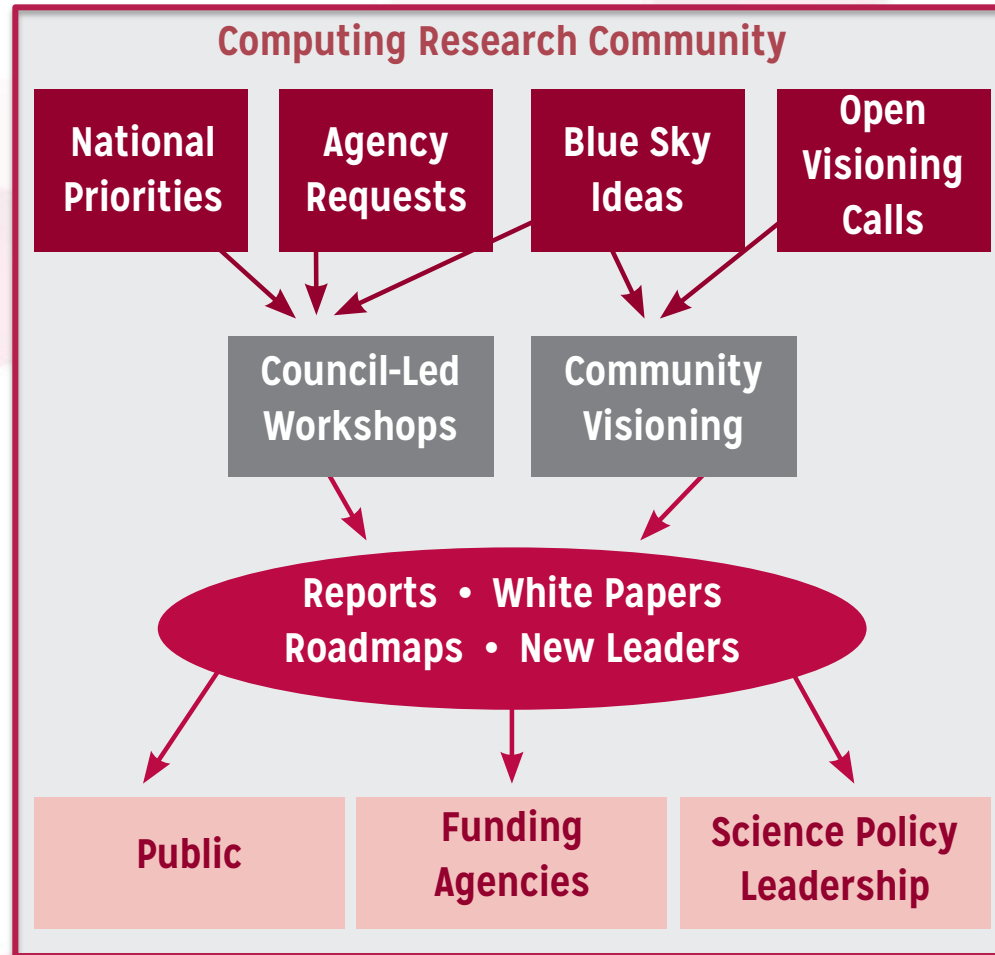 Computing Research Community
National
Priorities
Agency
Requests
Blue Sky
Ideas
Open
Visioning
Calls
Council-Led
Workshops
Community
Visioning
Reports • White Papers
Roadmaps • New Leaders
Public
Funding
Agencies
Science Policy
Leadership